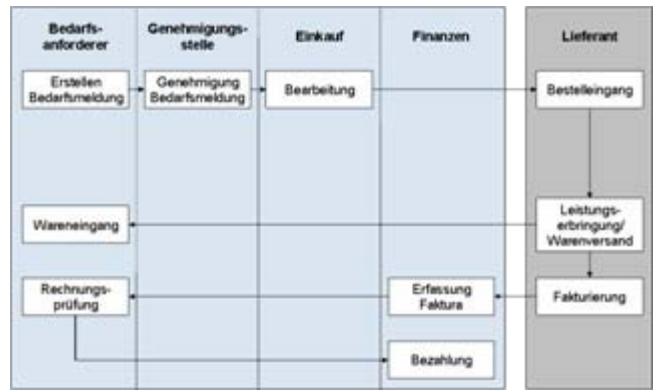 Bedarfs-
anforderer
Genehmigungs-
stelle
Einkauf
Finanzen
Lieferant
Erstellen
Bedarfsmeldung
Genehmigung
Bedarfsmeldung
Bearbeitung
Bestelleingang
Wareneingang
Leistungs-
erbringung/
Warenversand
Rechnungs-
prüfung
Erfassung
Faktura
Fakturierung
Bezahlung